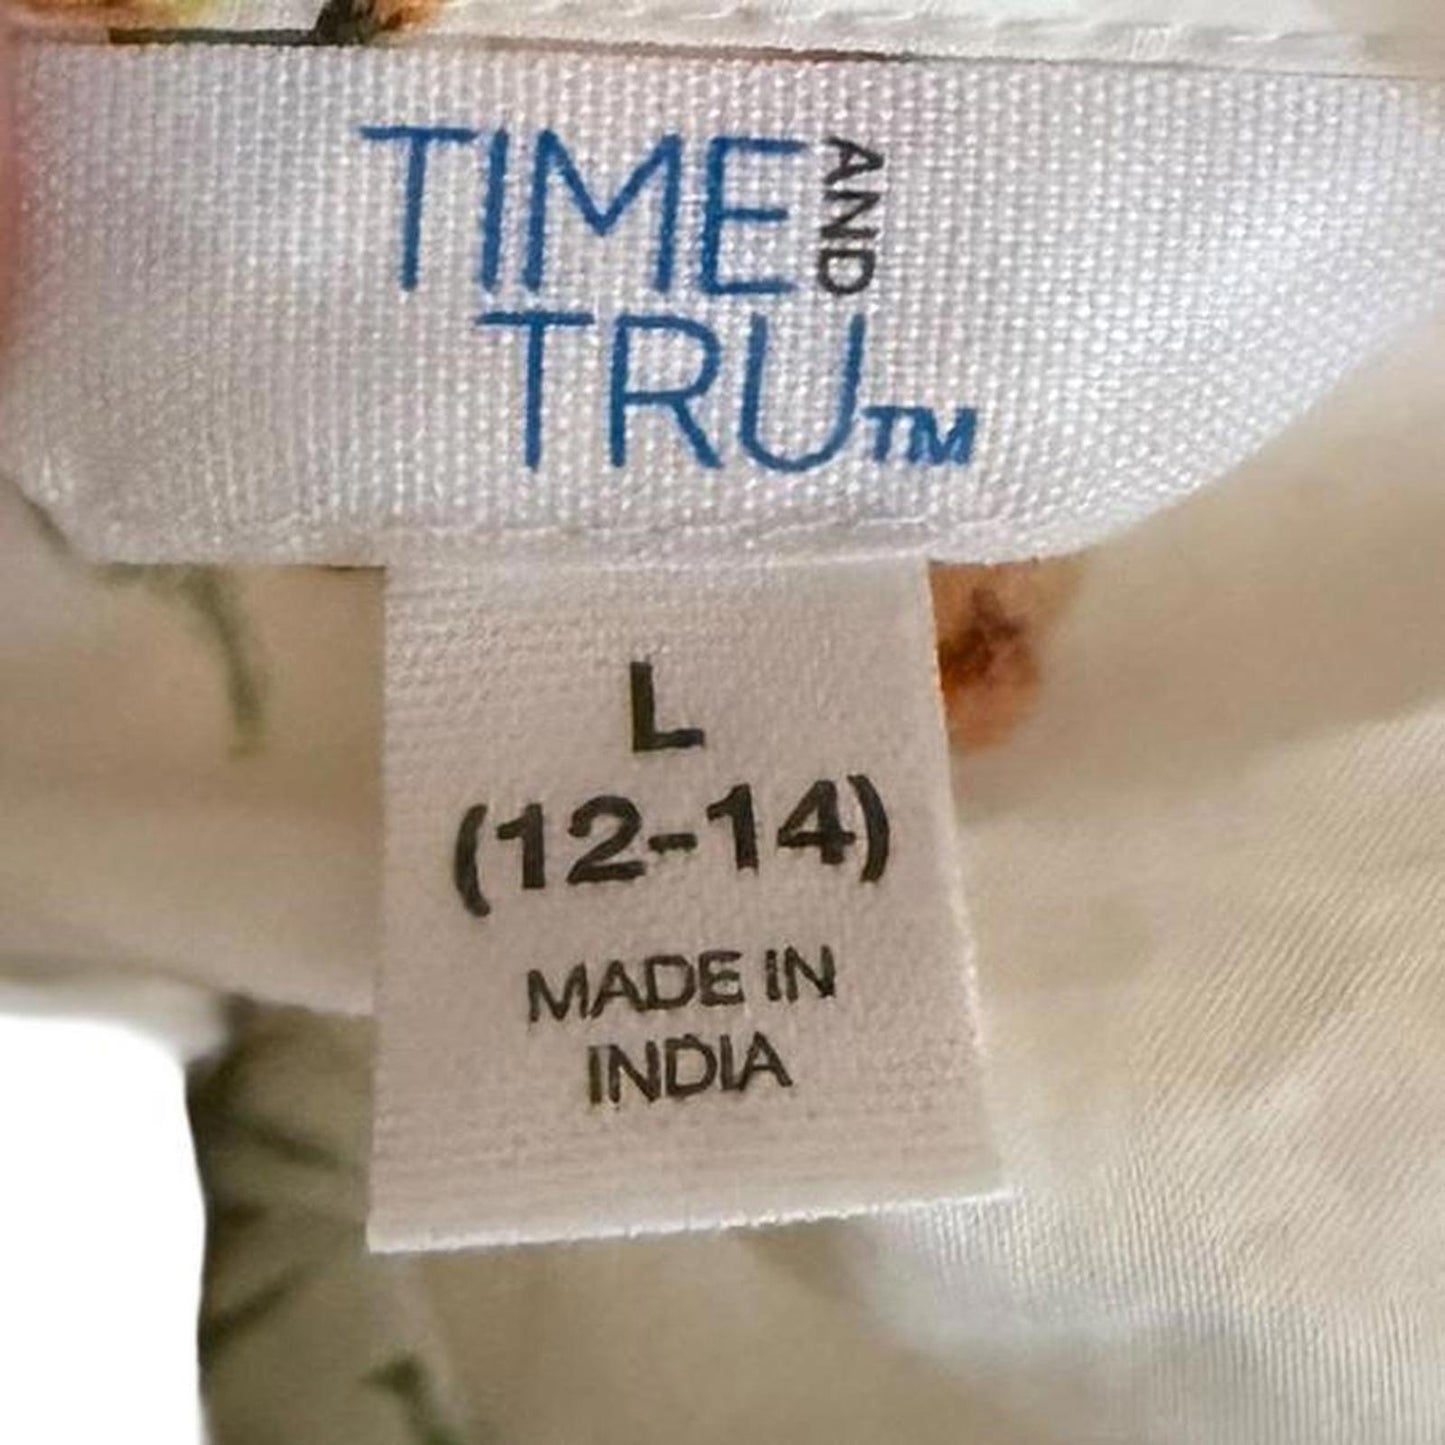 TIME AND
TRU™
L
(12-14)
MADE IN
INDIA